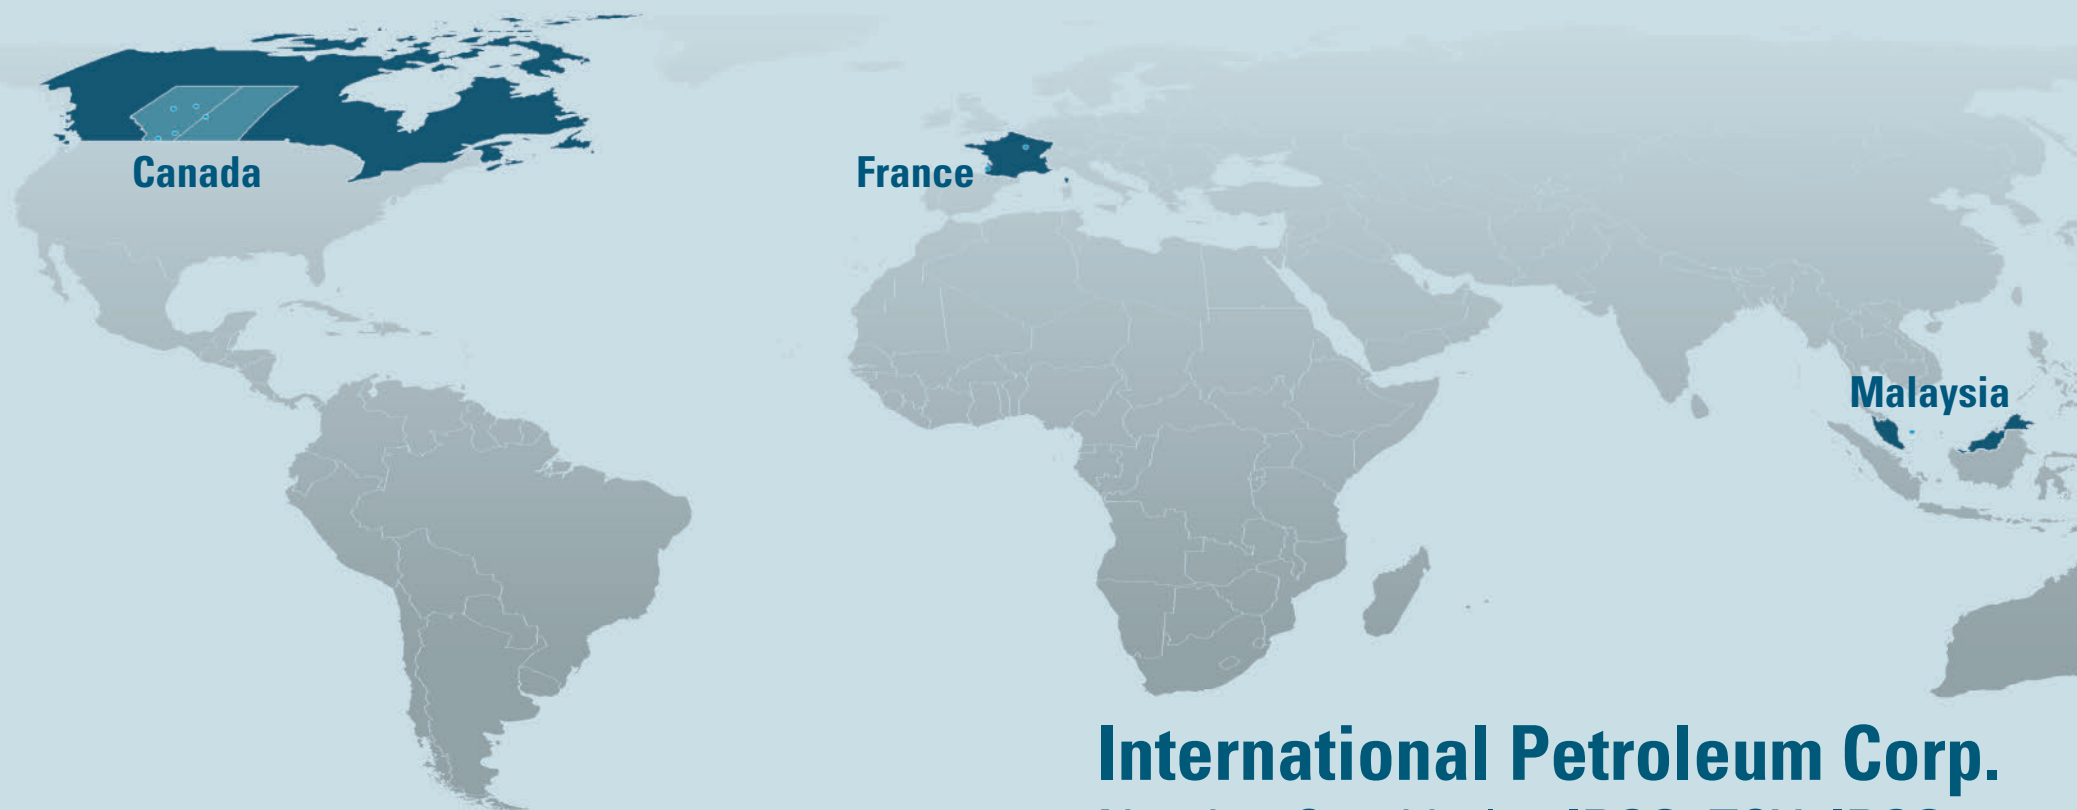 Canada
France
Malaysia
International Petroleum Corp.